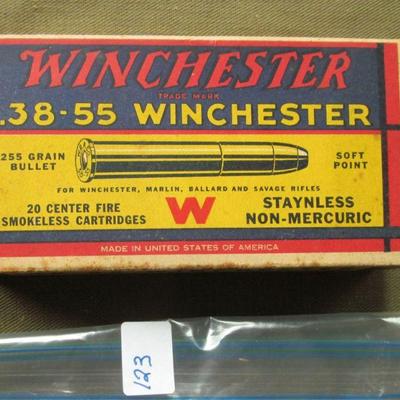 WINCHESTER
TRADE MARK
.38-55 WINCHESTER
255 GRAIN
BULLET
SOFT
POINT
FOR WINCHESTER, MARLIN, BALLARD AND SAVAGE RIFLES
20 CENTER FIRE
SMOKELESS CARTRIDGES
W
STAYNLESS
NON-MERCURIC
MADE IN UNITED STATES OF AMERICA
123